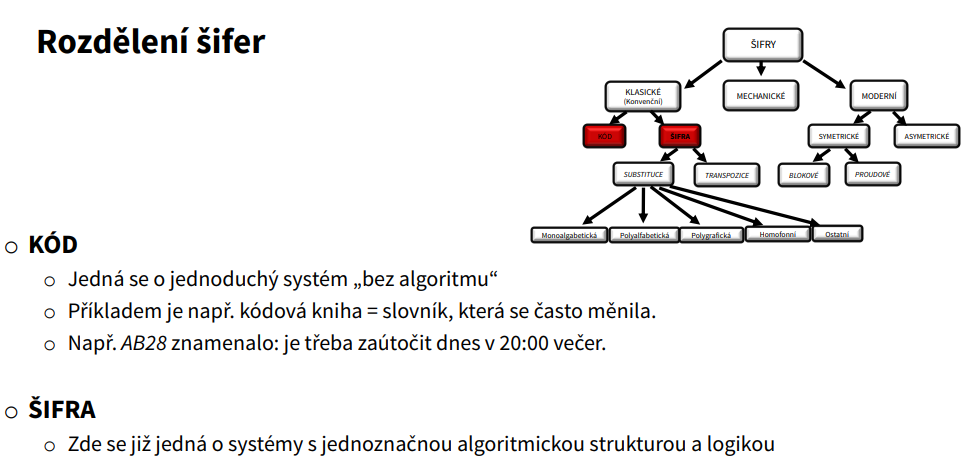 Rozdělení šifer
ŠIFRY
KLASICKÉ
(Konvenční)
MECHANICKÉ
MODERNÍ
KÓD
ŠIFRA
SYMETRICKÉ
ASYMETRICKÉ
SUBSTITUCE
TRANSPOZICE
BLOKOVÉ
PROUDOVÉ
Monoalgabetická
Polyalfabetická
Polygrafická
Homofonní
Ostatní
○ KÓD
○ Jedná se o jednoduchý systém „bez algoritmu“
○ Příkladem je např. kódová kniha = slovník, která se často měnila.
○ Např. AB28 znamenalo: je třeba zaútočit dnes v 20:00 večer.
○ ŠIFRA
○ Zde se již jedná o systémy s jednoznačnou algoritmickou strukturou a logikou